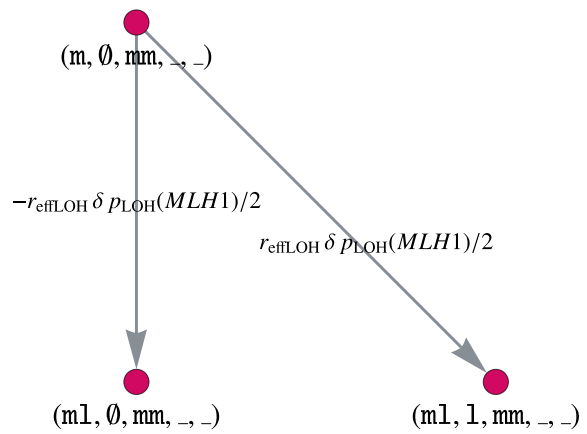 (m, ∅, mm, _, _)
−r_effLOH δ p_LOH(MLH1)/2
r_effLOH δ p_LOH(MLH1)/2
(ml, ∅, mm, _, _)
(ml, l, mm, _, _)